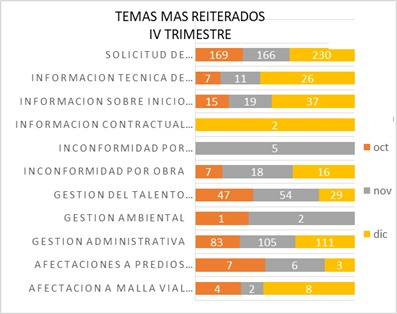 TEMAS MAS REITERADOS
IV TRIMESTRE
SOLICITUD DE... 169 166 230
INFORMACION TECNICA DE... 7 11 26
INFORMACION SOBRE INICIO... 15 19 37
INFORMACION CONTRACTUAL... 2
INCONFORMIDAD POR... 5
INCONFORMIDAD POR OBRA 7 18 16
GESTION DEL TALENTO... 47 54 29
GESTION AMBIENTAL 1 2
GESTION ADMINISTRATIVA 83 105 111
AFECTACIONES A PREDIOS... 7 6 3
AFECTACION A MALLA VIAL... 4 2 8
oct
nov
dic